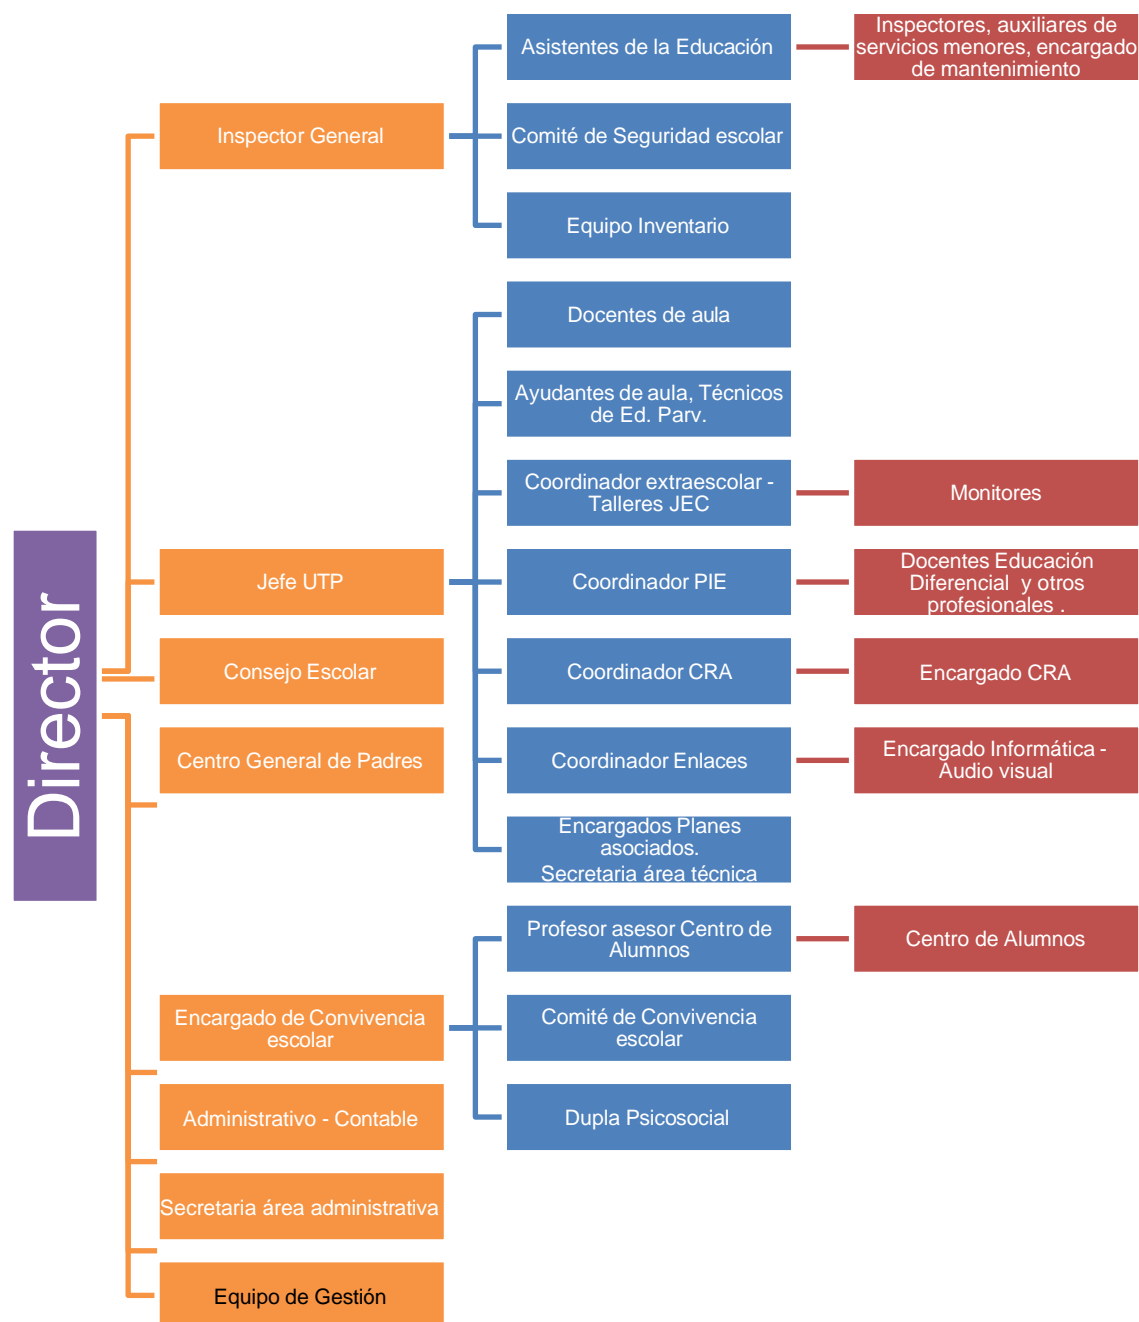 Director
Inspector General
Jefe UTP
Consejo Escolar
Centro General de Padres
Encargado de Convivencia
escolar
Administrativo - Contable
Secretaria área administrativa
Equipo de Gestión
Asistentes de la Educación
Comité de Seguridad escolar
Equipo Inventario
Docentes de aula
Ayudantes de aula, Técnicos
de Ed. Parv.
Coordinador extraescolar -
Talleres JEC
Coordinador PIE
Coordinador CRA
Coordinador Enlaces
Encargados Planes
asociados.
Secretaria área técnica
Profesor asesor Centro de
Alumnos
Comité de Convivencia
escolar
Dupla Psicosocial
Inspectores, auxiliares de
servicios menores, encargado
de mantenimiento
Monitores
Docentes Educación
Diferencial  y otros
profesionales .
Encargado CRA
Encargado Informática -
Audio visual
Centro de Alumnos